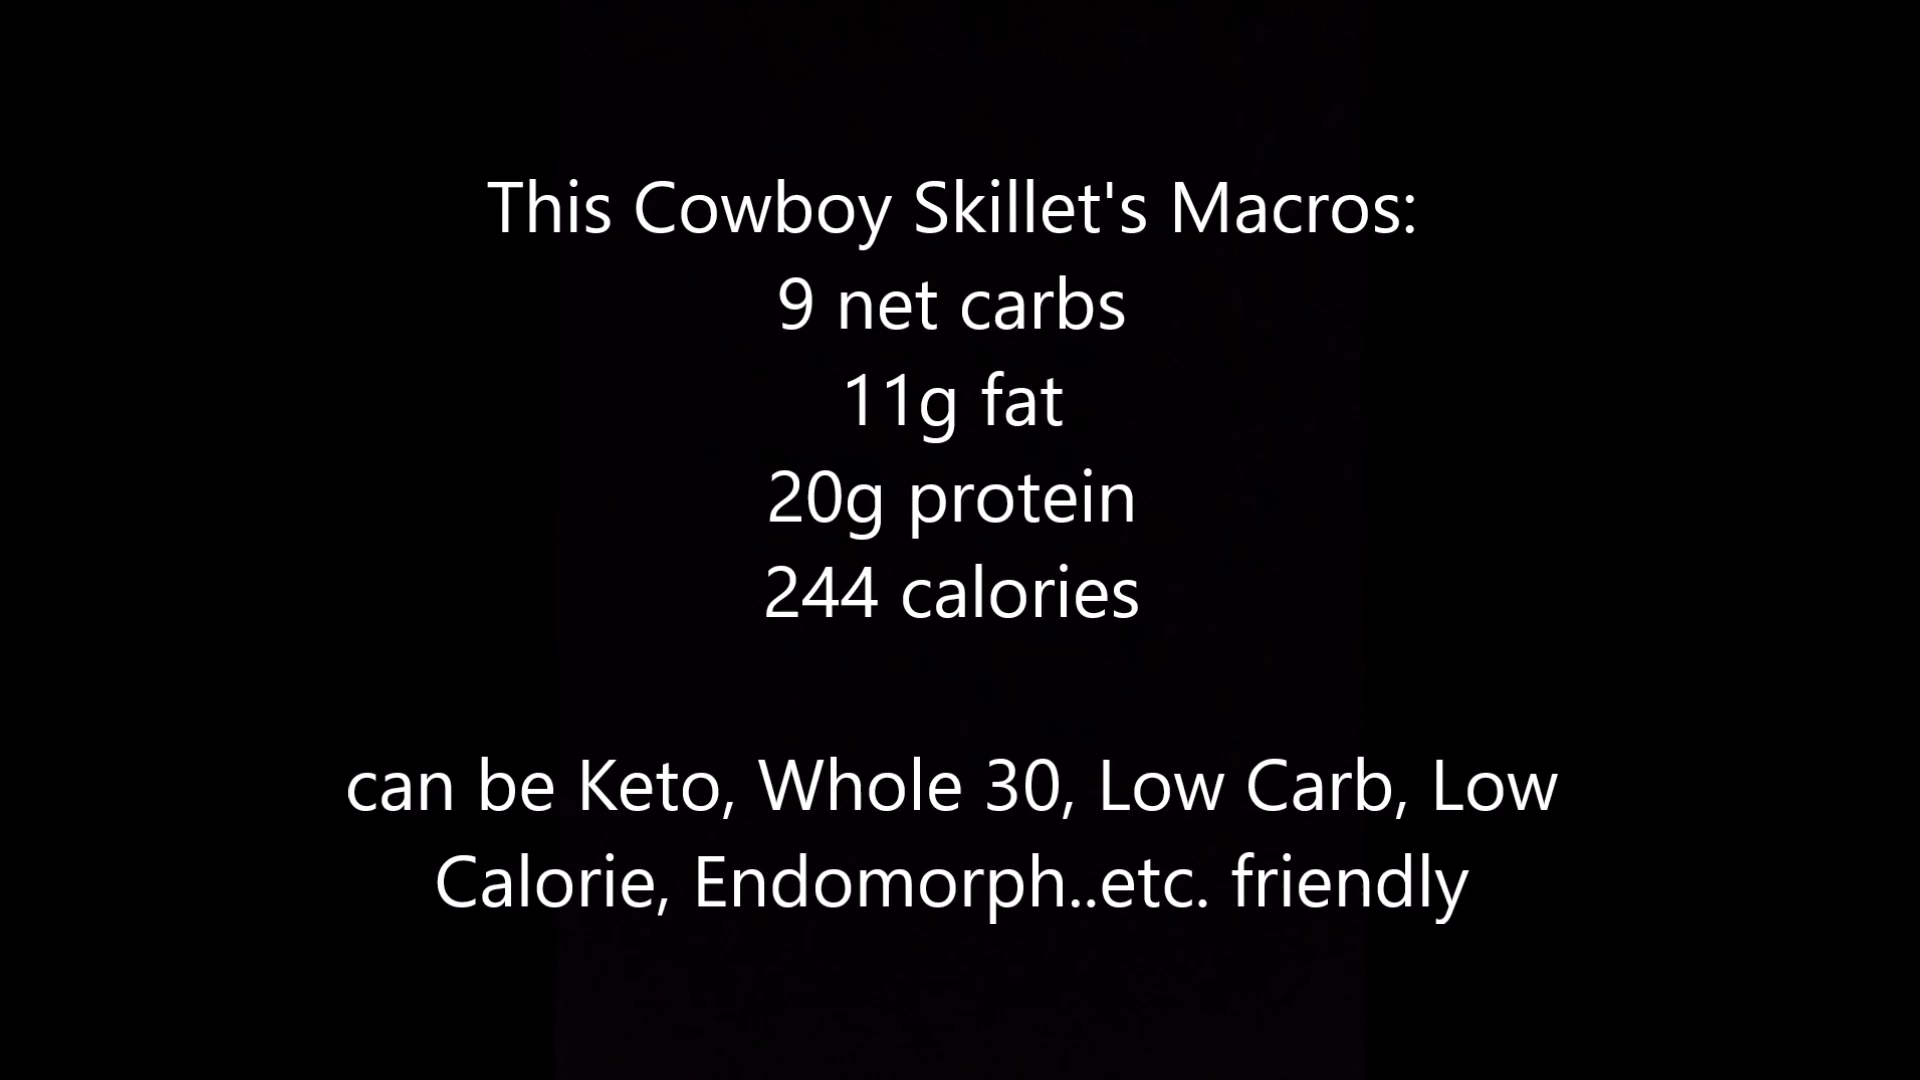 This Cowboy Skillet's Macros:
9 net carbs
11g fat
20g protein
244 calories
can be Keto, Whole 30, Low Carb, Low
Calorie, Endomorph..etc. friendly